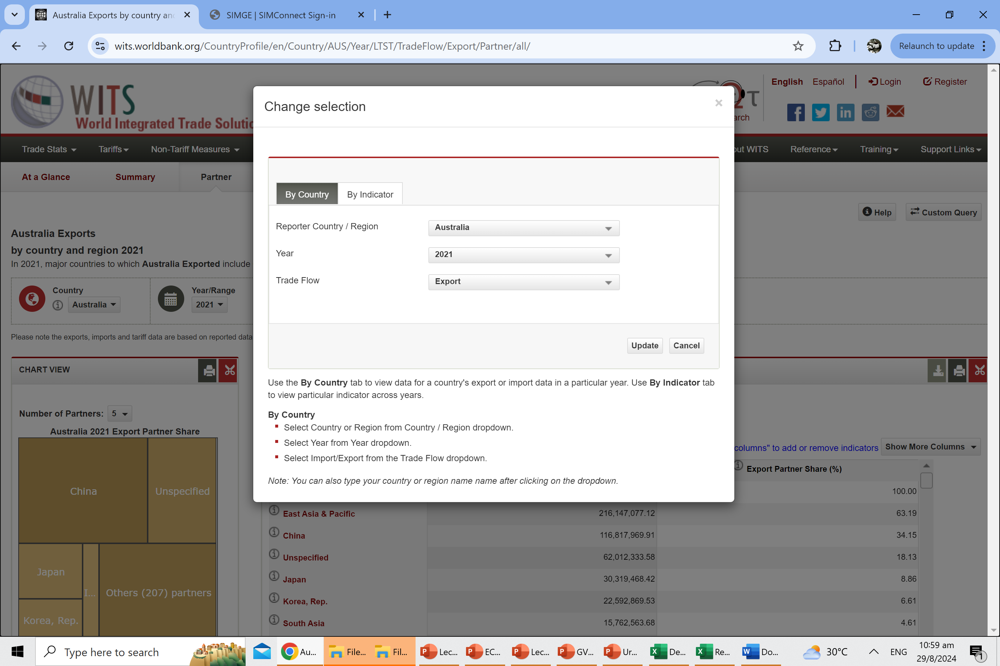 Australia Exports by country an
SIMGE | SIMConnect Sign-in
wits.worldbank.org/CountryProfile/en/Country/AUS/Year/LTST/TradeFlow/Export/Partner/all/
Relaunch to update
WITS
World Integrated Trade Solutio
English Español Login Register
arch
Trade Stats Tariffs Non-Tariff Measures out WITS Reference Training Support Links
At a Glance Summary Partner
Help Custom Query
Australia Exports
by country and region 2021
In 2021, major countries to which Australia Exported include
Country
Australia
Year/Range
2021
Please note the exports, imports and tariff data are based on reported data
CHART VIEW
Number of Partners: 5
Australia 2021 Export Partner Share
China
Unspecified
Japan
I...
Others (207) partners
Korea, Rep.
Change selection
By Country By Indicator
Reporter Country / Region Australia
Year 2021
Trade Flow Export
Update Cancel
Use the By Country tab to view data for a country's export or import data in a particular year. Use By Indicator tab
to view particular indicator across years.
By Country
Select Country or Region from Country / Region dropdown.
Select Year from Year dropdown.
Select Import/Export from the Trade Flow dropdown.
Note: You can also type your country or region name name after clicking on the dropdown.
columns" to add or remove indicators Show More Columns
Export Partner Share (%)
100.00
East Asia & Pacific 216,147,077.12 63.19
China 116,817,969.91 34.15
Unspecified 62,012,333.58 18.13
Japan 30,319,468.42 8.86
Korea, Rep. 22,592,869.53 6.61
South Asia 15,762,563.68 4.61
Type here to search
Au... File... Fil... Lec... EC... Lec... GV... Ur... De... Re... Do...
30°C ENG
10:59 am
29/8/2024
1